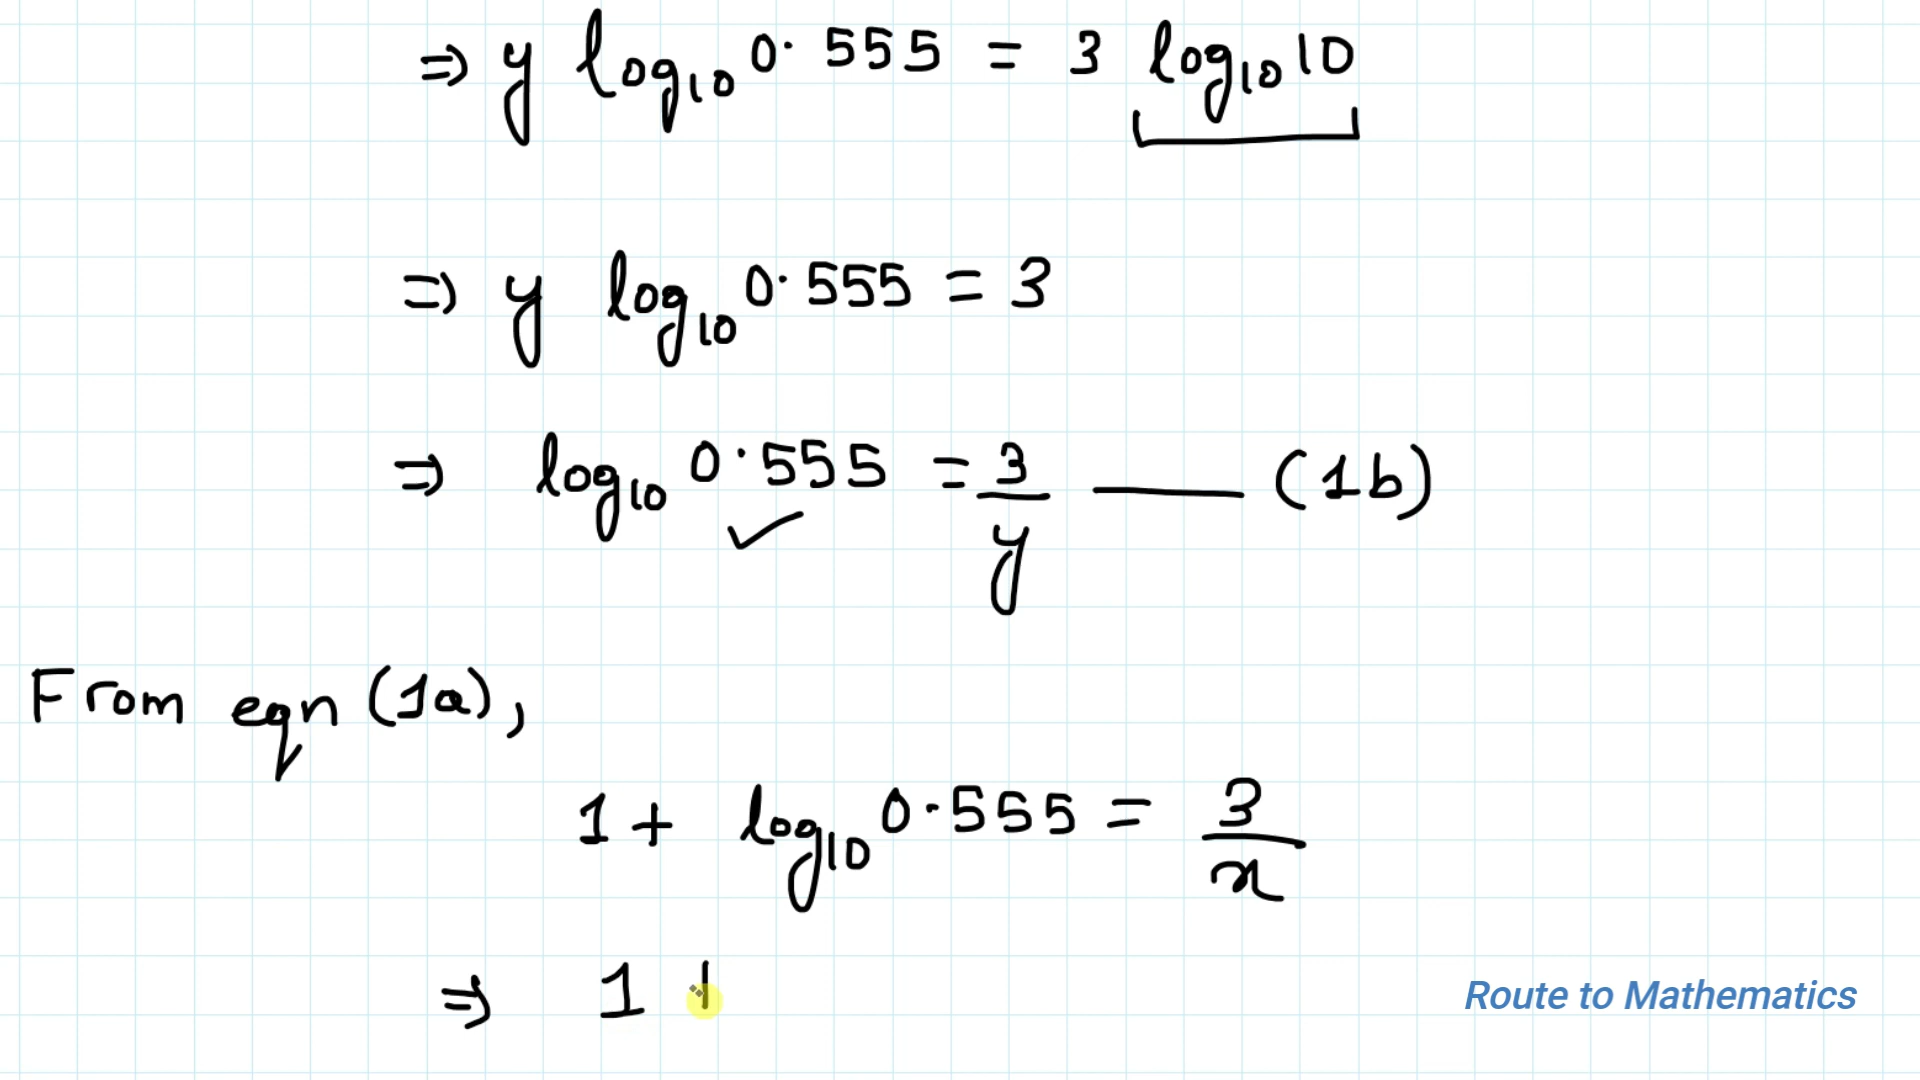 ⇒ y log₁₀ 0.555 = 3 log₁₀ 10
⇒ y log₁₀ 0.555 = 3
⇒ log₁₀ 0.555 = 3/y —— (1b)
From eqn (1a),
1 + log₁₀ 0.555 = 3/x
⇒ 1 +
Route to Mathematics